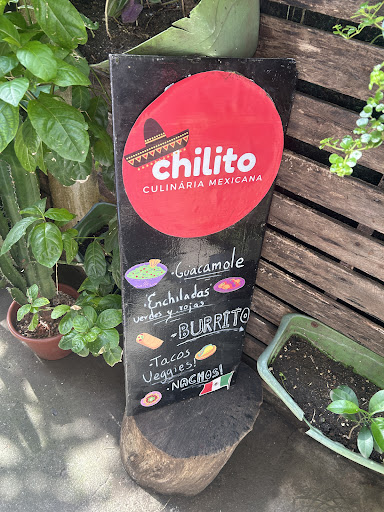 chilito
CULINÁRIA MEXICANA
·Guacamole
·Enchiladas
verdes y rojas
·BURRITO
·Tacos
Veggies!
·NACHOS!